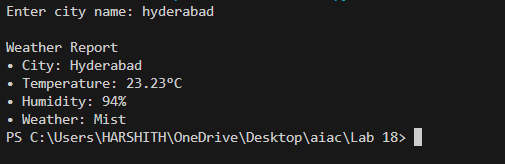 Enter city name: hyderabad
Weather Report
• City: Hyderabad
• Temperature: 23.23°C
• Humidity: 94%
• Weather: Mist
PS C:\Users\HARSHITH\OneDrive\Desktop\aiac\Lab 18>